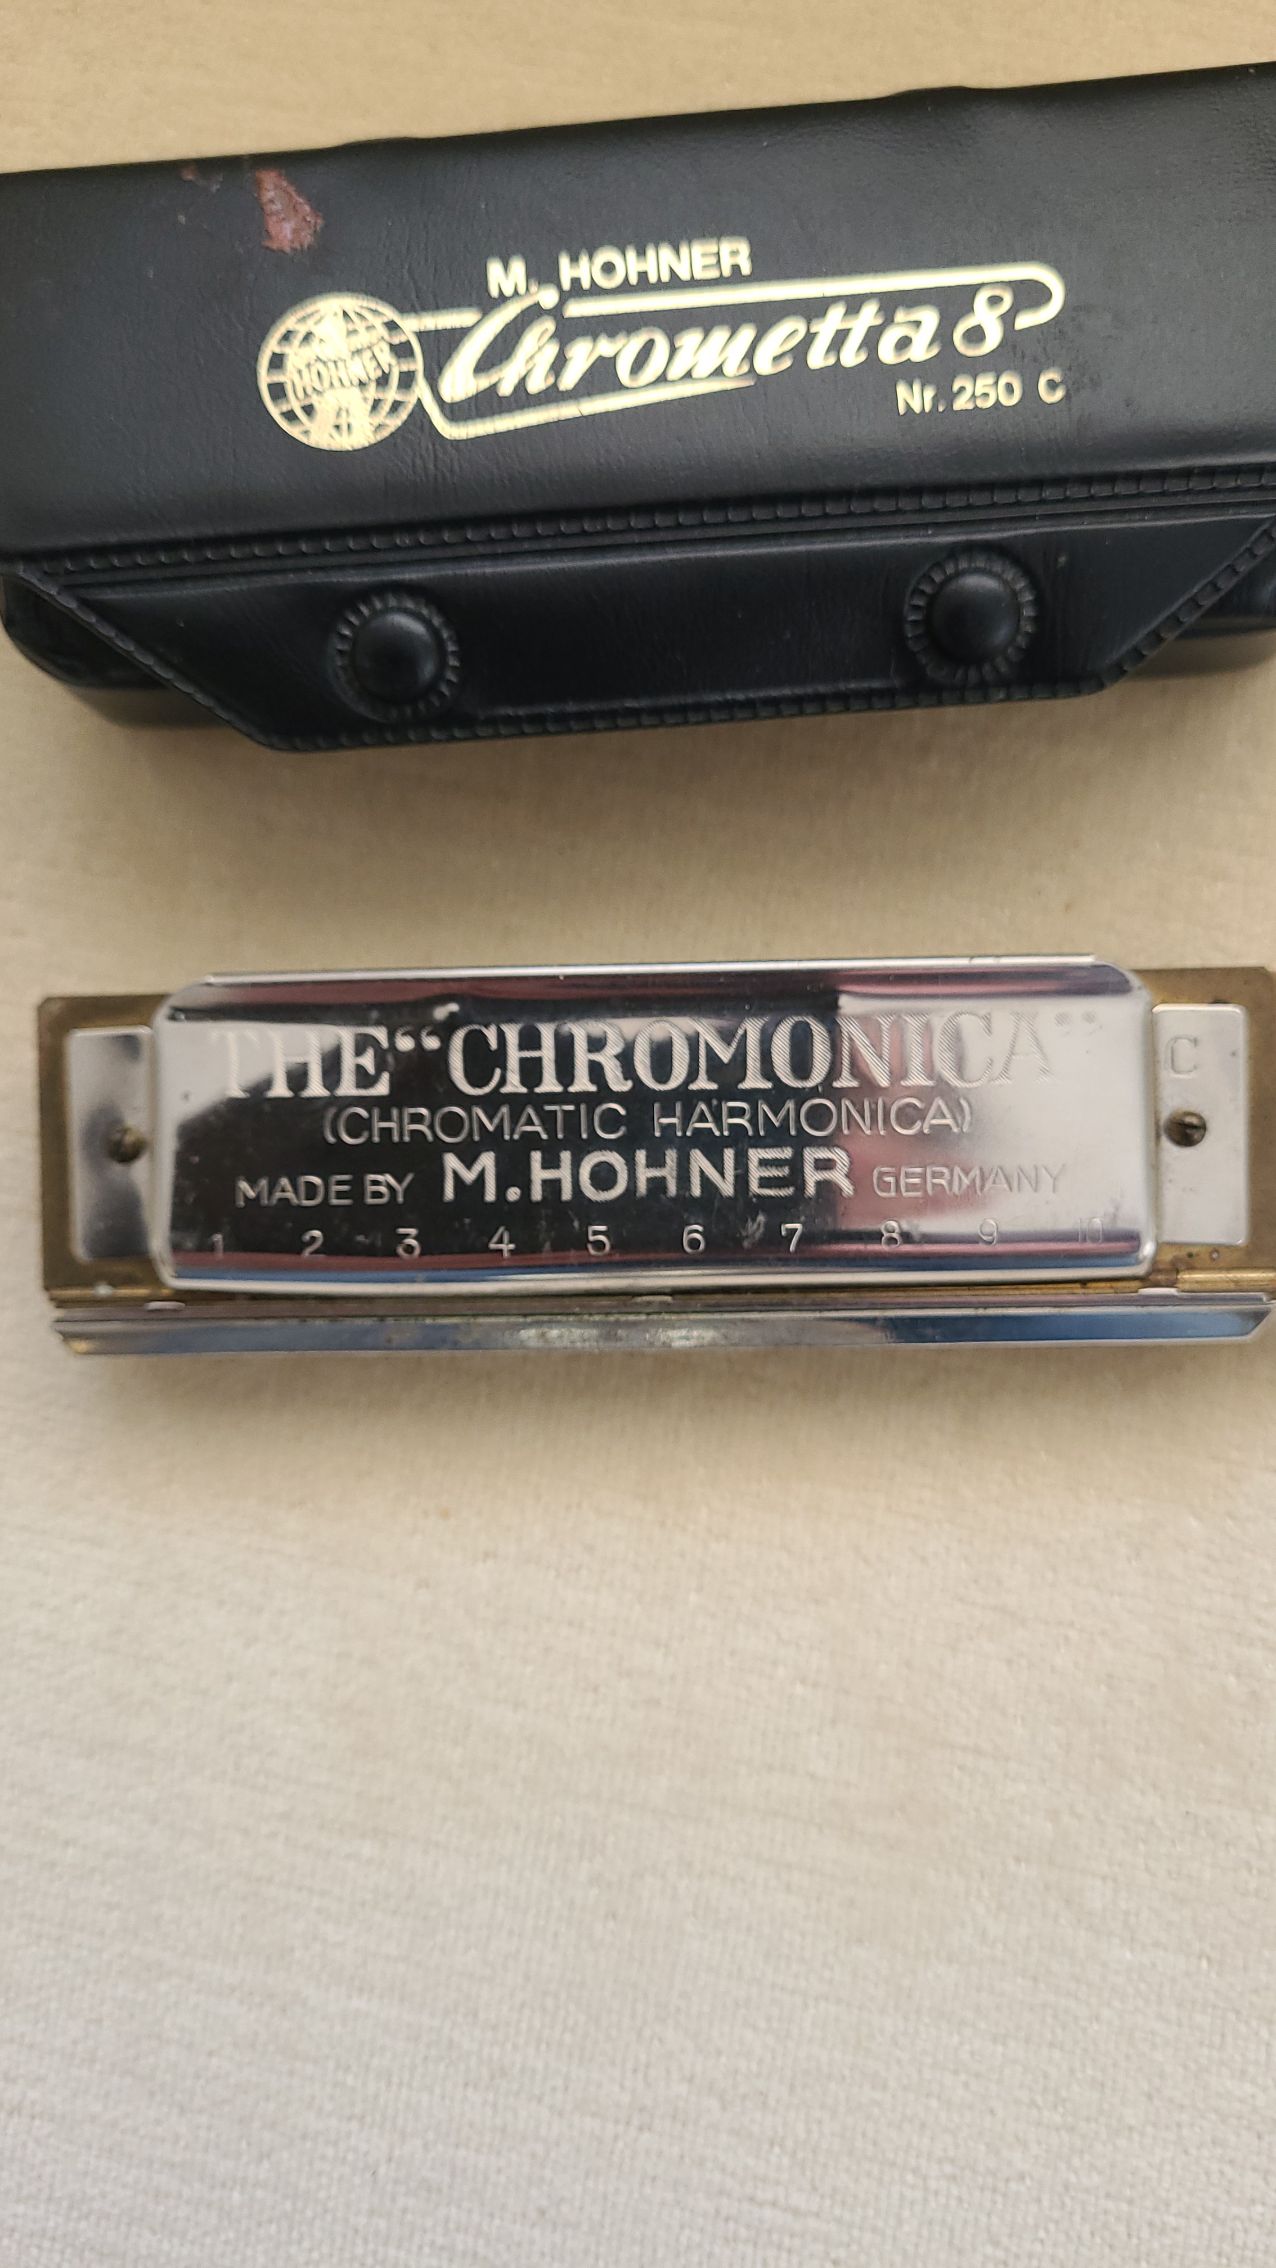 M. HOHNER
HOHNER
Chrometta 8
Nr. 250 C
THE "CHROMONICA"
C
(CHROMATIC HARMONICA)
MADE BY M. HOHNER GERMANY
1 2 3 4 5 6 7 8 9 10